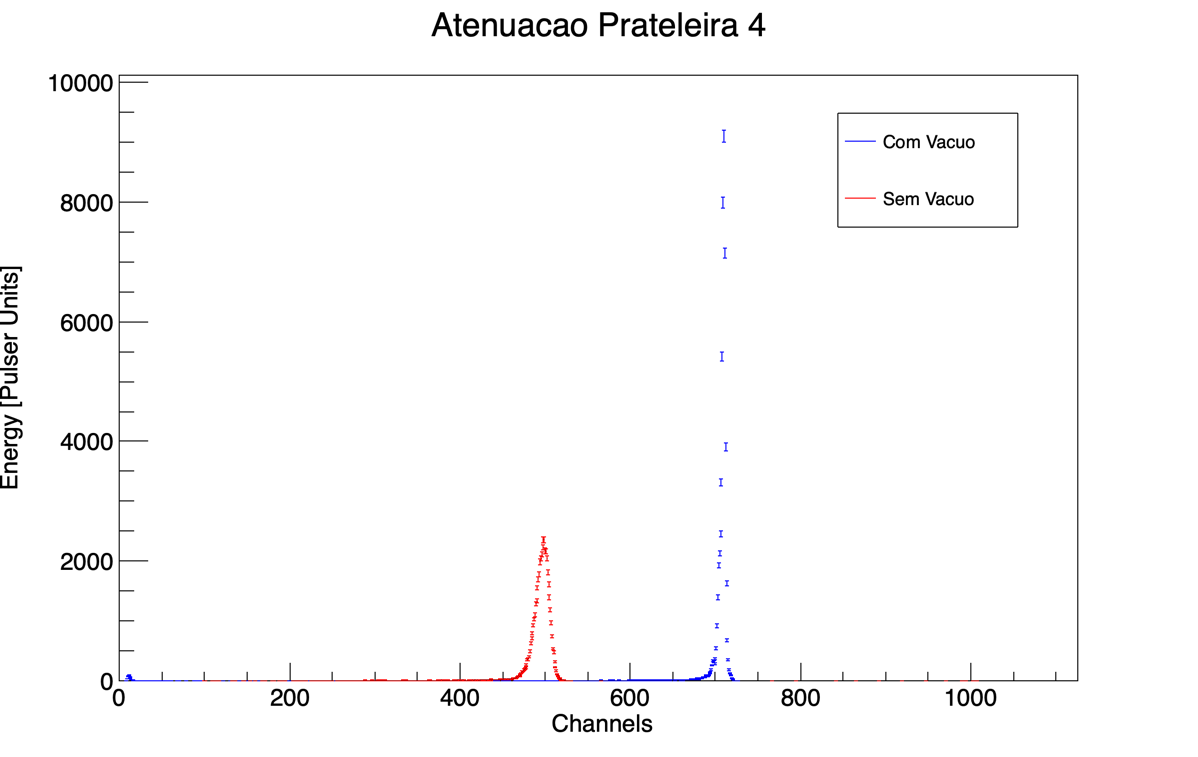 Atenuacao Prateleira 4
10000
8000
6000
4000
2000
0
Energy [Pulser Units]
Com Vacuo
Sem Vacuo
0 200 400 600 800 1000
Channels